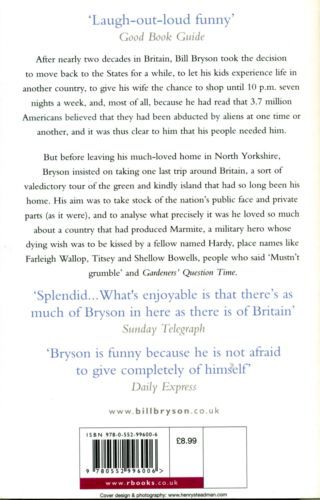 ‘Laugh-out-loud funny’
Good Book Guide
After nearly two decades in Britain, Bill Bryson took the decision
to move back to the States for a while, to let his kids experience life in
another country, to give his wife the chance to shop until 10 p.m. seven
nights a week, and, most of all, because he had read that 3.7 million
Americans believed that they had been abducted by aliens at one time or
another, and it was thus clear to him that his people needed him.
But before leaving his much-loved home in North Yorkshire,
Bryson insisted on taking one last trip around Britain, a sort of
valedictory tour of the green and kindly island that had so long been his
home. His aim was to take stock of the nation's public face and private
parts (as it were), and to analyse what precisely it was he loved so much
about a country that had produced Marmite, a military hero whose
dying wish was to be kissed by a fellow named Hardy, place names like
Farleigh Wallop, Titsey and Shellow Bowells, people who said ‘Mustn't
grumble’ and Gardeners' Question Time.
‘Splendid...What's enjoyable is that there's as
much of Bryson in here as there is of Britain’
Sunday Telegraph
‘Bryson is funny because he is not afraid
to give completely of himself’
Daily Express
www.billbryson.co.uk
ISBN 978-0-552-99600-6
£8.99
9 780552 996006 >
www.rbooks.co.uk
Cover design & photography: www.henrysteadman.com